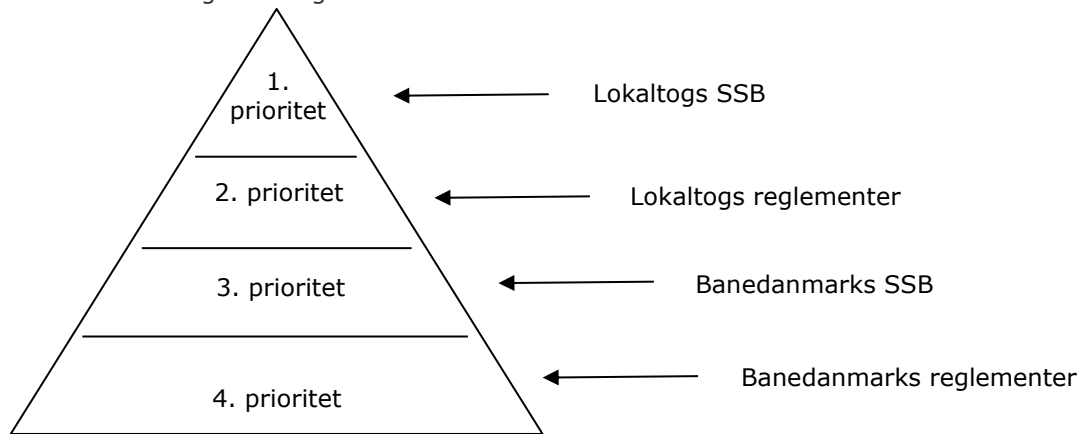 1.
prioritet
Lokaltogs SSB
2. prioritet
Lokaltogs reglementer
3. prioritet
Banedanmarks SSB
4. prioritet
Banedanmarks reglementer